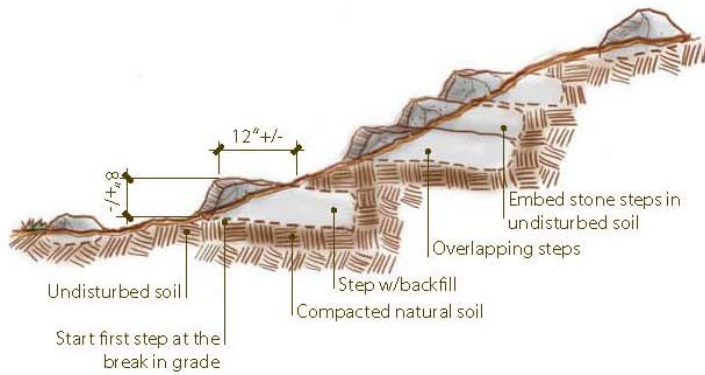 12"+/-
8"+/-
Embed stone steps in
undisturbed soil
Overlapping steps
Undisturbed soil
Step w/backfill
Compacted natural soil
Start first step at the
break in grade